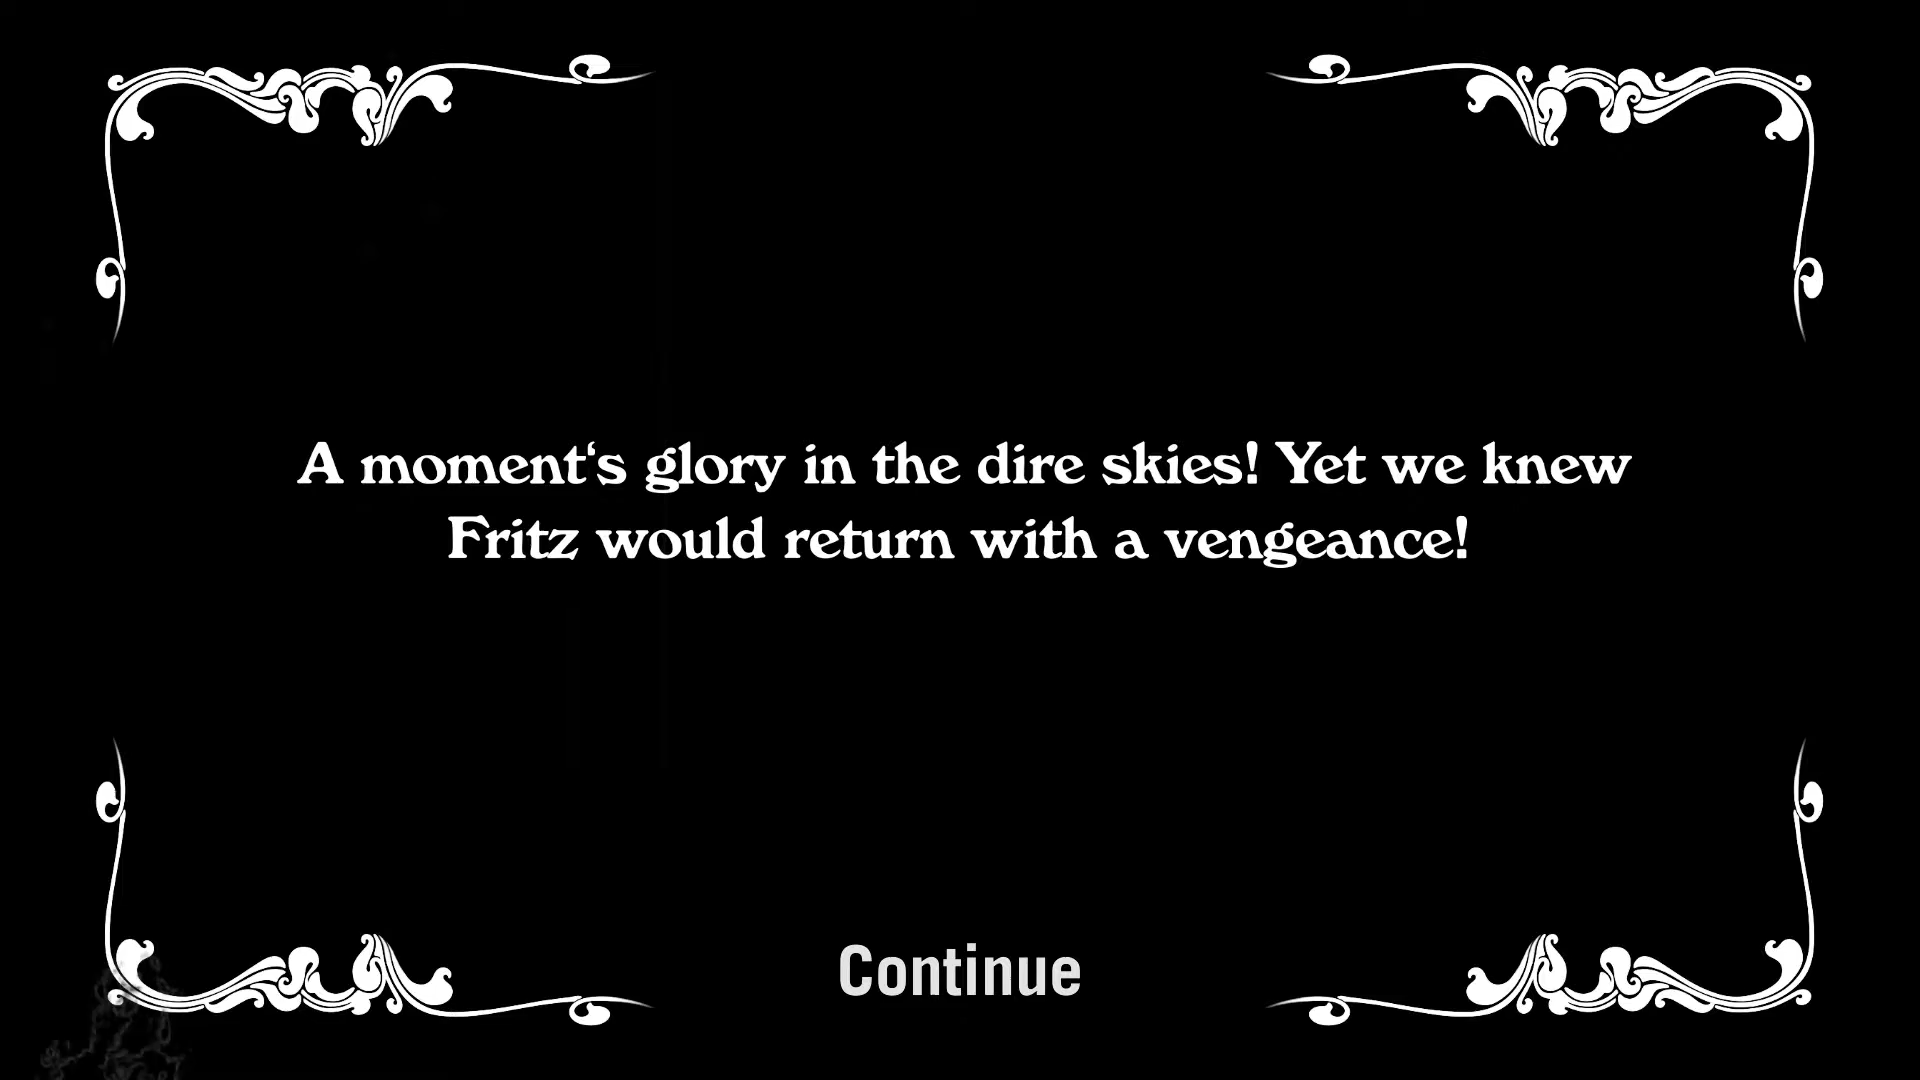 A moment‘s glory in the dire skies! Yet we knew
Fritz would return with a vengeance!
Continue